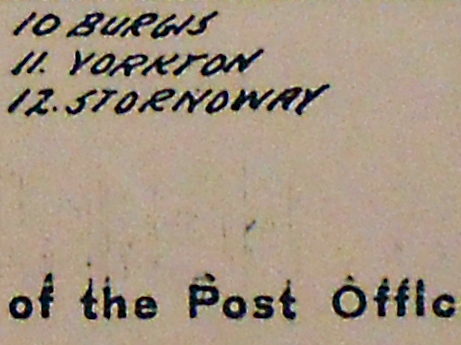 10 BURGIS
11. YORKTON
12. STORNOWAY
of the Post Offic